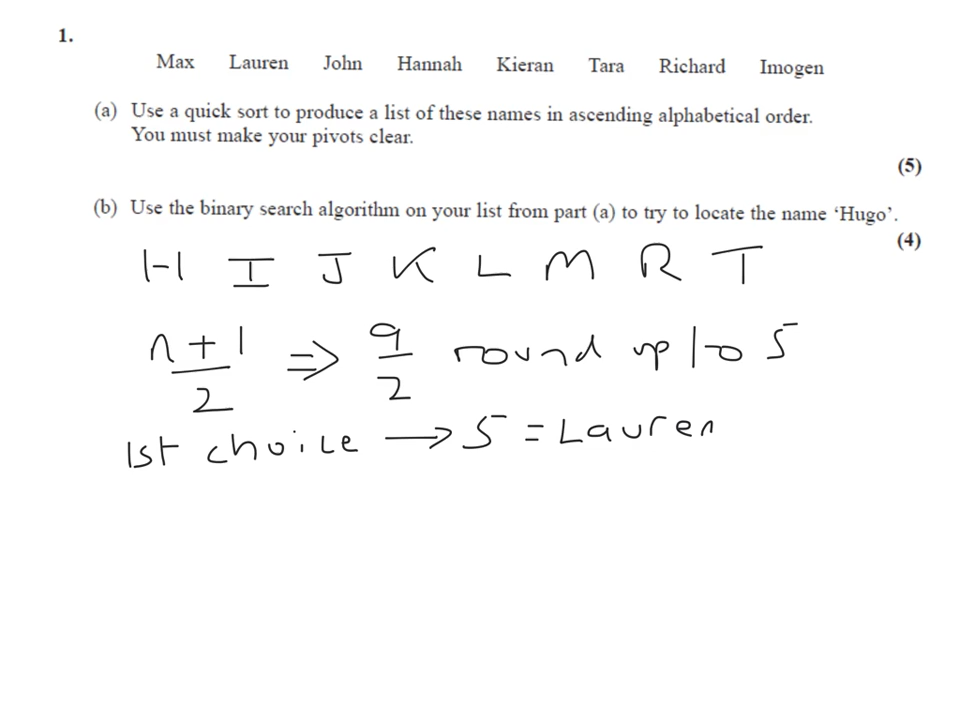 1.
Max Lauren John Hannah Kieran Tara Richard Imogen
(a) Use a quick sort to produce a list of these names in ascending alphabetical order.
You must make your pivots clear.
(5)
(b) Use the binary search algorithm on your list from part (a) to try to locate the name ‘Hugo’.
(4)
H I J K L M R T
n+1/2 ⇒ 9/2 round up to 5
1st choice → 5 = Lauren